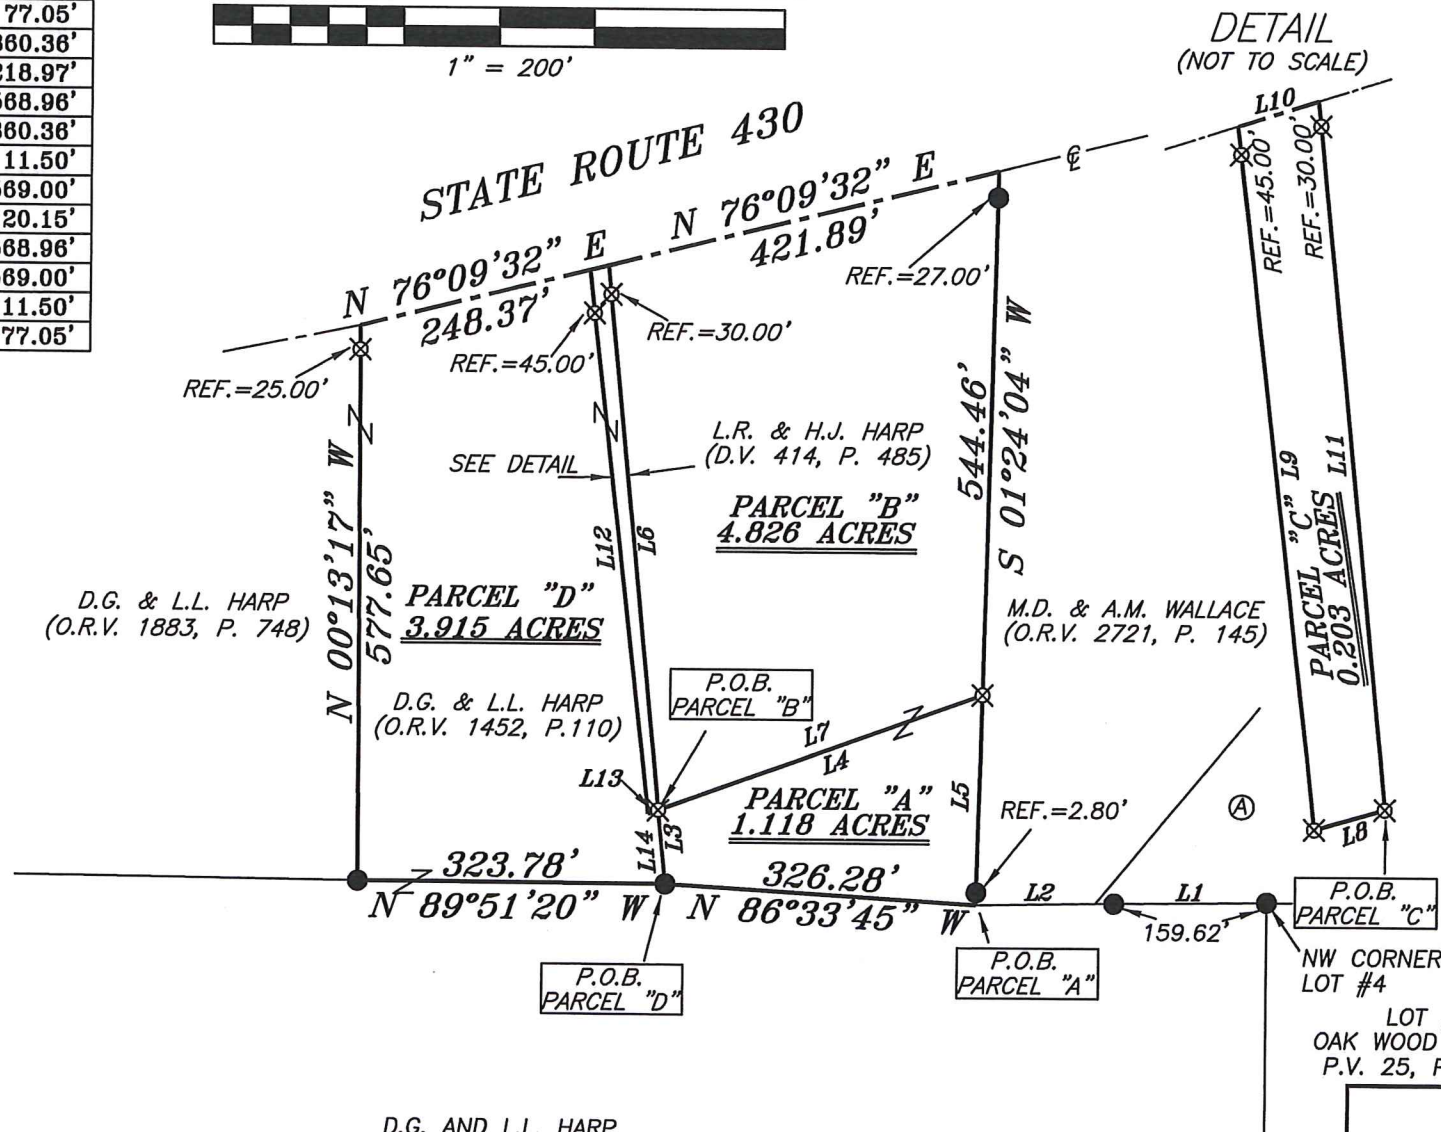 77.05'
360.36'
218.97'
568.96'
360.36'
11.50'
569.00'
20.15'
568.96'
569.00'
11.50'
77.05'
1" = 200'
DETAIL
(NOT TO SCALE)
STATE ROUTE 430
N 76°09'32" E
248.37'
N 76°09'32" E
421.89'
℄
L10
REF.=45.00'
REF.=30.00'
REF.=27.00'
REF.=30.00'
REF.=45.00'
REF.=25.00'
L.R. & H.J. HARP
(D.V. 414, P. 485)
SEE DETAIL
PARCEL "B"
4.826 ACRES
544.46'
S 01°24'04" W
L12
L6
L9
L11
PARCEL "C"
0.203 ACRES
N 00°13'17" W
577.65'
D.G. & L.L. HARP
(O.R.V. 1883, P. 748)
PARCEL "D"
3.915 ACRES
M.D. & A.M. WALLACE
(O.R.V. 2721, P. 145)
D.G. & L.L. HARP
(O.R.V. 1452, P.110)
P.O.B.
PARCEL "B"
L7
L4
L13
PARCEL "A"
1.118 ACRES
L5
REF.=2.80'
A
L8
L14
L3
323.78'
N 89°51'20" W
326.28'
N 86°33'45" W
L2
L1
159.62'
P.O.B.
PARCEL "C"
P.O.B.
PARCEL "D"
P.O.B.
PARCEL "A"
NW CORNER
LOT #4
LOT
OAK WOOD
P.V. 25,
D.G. AND L.L. HARP